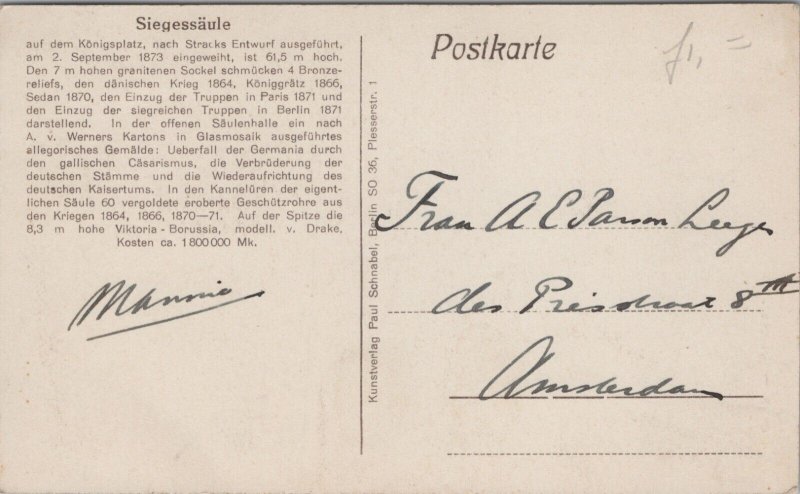 Siegessäule
auf dem Königsplatz, nach Stracks Entwurf ausgeführt,
am 2. September 1873 eingeweiht, ist 61,5 m hoch.
Den 7 m hohen granitenen Sockel schmücken 4 Bronze-
reliefs, den dänischen Krieg 1864, Königgrätz 1866,
Sedan 1870, den Einzug der Truppen in Paris 1871 und
den Einzug der siegreichen Truppen in Berlin 1871
darstellend. In der offenen Säulenhalle ein nach
A. v. Werners Kartons in Glasmosaik ausgeführtes
allegorisches Gemälde: Ueberfall der Germania durch
den gallischen Cäsarismus, die Verbrüderung der
deutschen Stämme und die Wiederaufrichtung des
deutschen Kaisertums. In den Kannelüren der eigent-
lichen Säule 60 vergoldete eroberte Geschützrohre aus
den Kriegen 1864, 1866, 1870—71. Auf der Spitze die
8,3 m hohe Viktoria-Borussia, modell. v. Drake,
Kosten ca. 1 800 000 Mk.
Mannie
Kunstverlag Paul Schnabel, Berlin SO 36, Plesserstr. 1
Postkarte
f1,=
Frau A E
des 8
Amsterdam